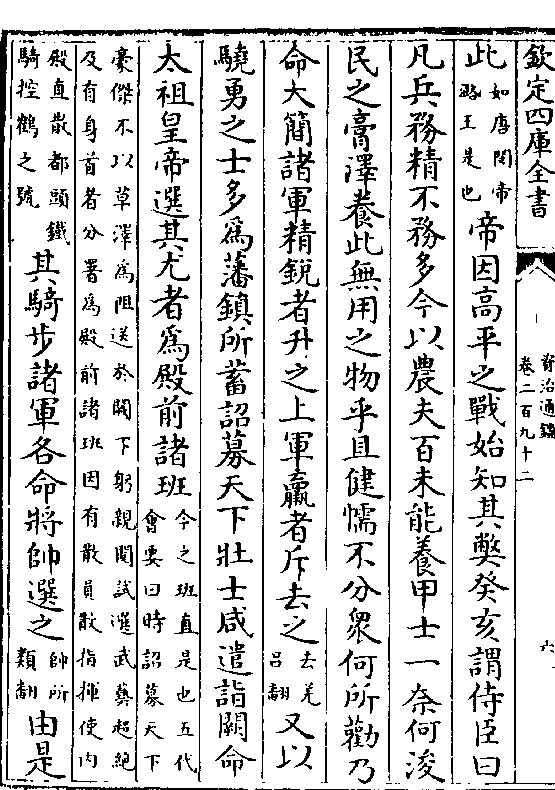 欽定四庫全書
資治通鑑
卷二百九十二
六
此如唐閔帝潞王是也帝因高平之戰始知其弊癸亥謂侍臣曰
凡兵務精不務多今以農夫百未能養甲士一奈何浚
民之膏澤養此無用之物乎且健懦不分衆何所勸乃
命大簡諸軍精銳者升之上軍羸者斥去之去羌吕翻又以
驍勇之士多爲藩鎮所蓄詔募天下壯士咸遣詣闕命
太祖皇帝選其尤者爲殿前諸班今之班直是也五代會要曰時詔募天下
豪傑不以草澤爲阻送於闕下躬親閱試選武藝超絶及有身首者分署爲殿前諸班因有散員散指揮使内
殿直散都頭鐵騎控鶴之號其騎步諸軍各命將帥選之帥所類翻由是